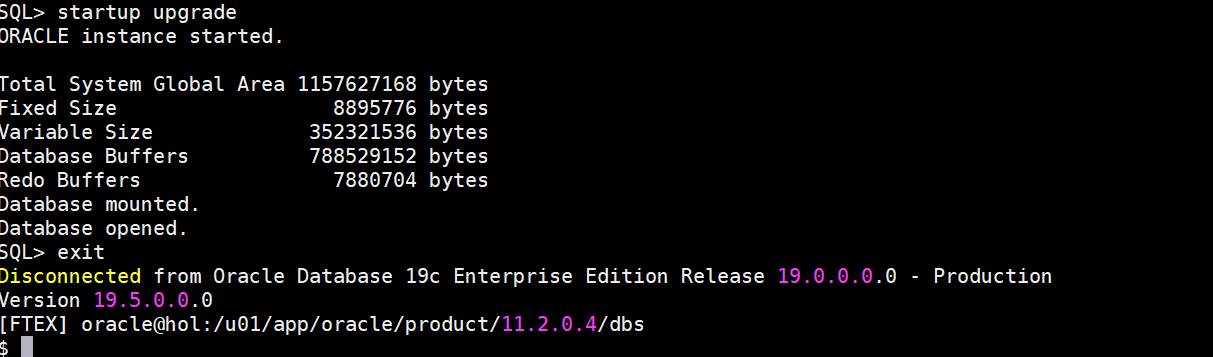 SQL> startup upgrade
ORACLE instance started.
Total System Global Area 1157627168 bytes
Fixed Size                  8895776 bytes
Variable Size             352321536 bytes
Database Buffers          788529152 bytes
Redo Buffers                7880704 bytes
Database mounted.
Database opened.
SQL> exit
Disconnected from Oracle Database 19c Enterprise Edition Release 19.0.0.0.0 - Production
Version 19.5.0.0.0
[FTEX] oracle@hol:/u01/app/oracle/product/11.2.0.4/dbs
$